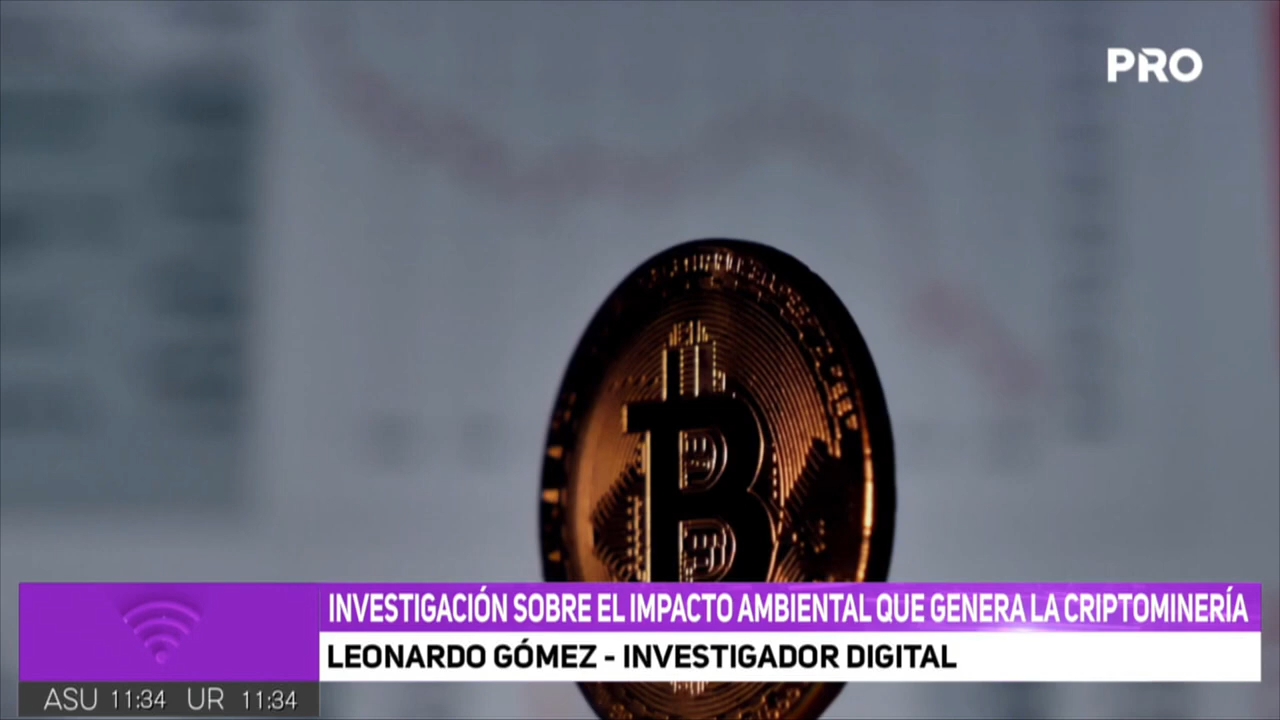 PRO
INVESTIGACIÓN SOBRE EL IMPACTO AMBIENTAL QUE GENERA LA CRIPTOMINERÍA
LEONARDO GÓMEZ - INVESTIGADOR DIGITAL
ASU 11:34 UR 11:34